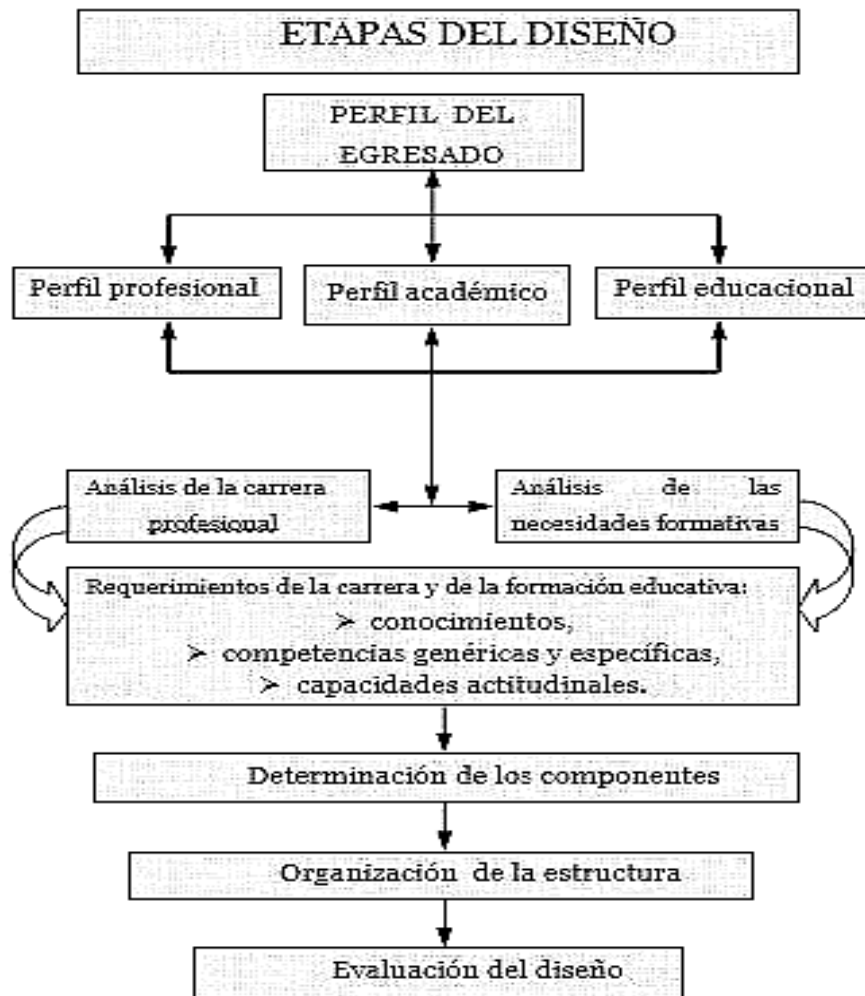 ETAPAS DEL DISEÑO
PERFIL DEL
EGRESADO
Perfil profesional
Perfil académico
Perfil educacional
Análisis de la carrera
profesional
Análisis de las
necesidades formativas
Requerimientos de la carrera y de la formación educativa:
➢ conocimientos,
➢ competencias genéricas y específicas,
➢ capacidades actitudinales.
Determinación de los componentes
Organización de la estructura
Evaluación del diseño